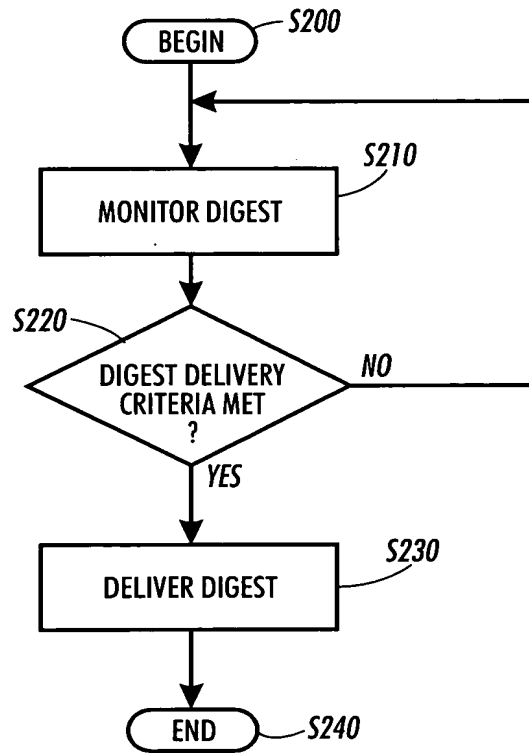 BEGIN
S200
S210
MONITOR DIGEST
S220
DIGEST DELIVERY
CRITERIA MET
?
NO
YES
S230
DELIVER DIGEST
END
S240